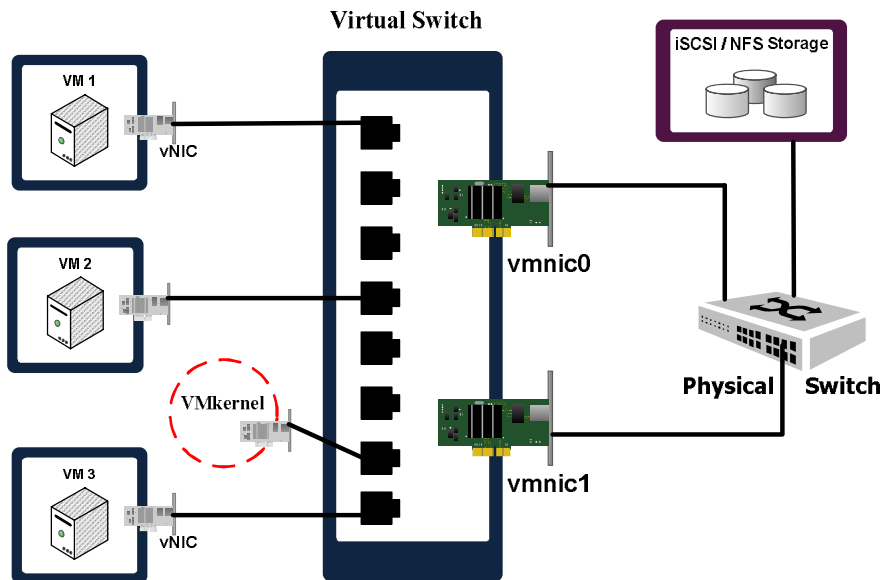 Virtual Switch
iSCSI / NFS Storage
VM 1
vNIC
VM 2
vmnic0
VMkernel
Physical Switch
VM 3
vmnic1
vNIC